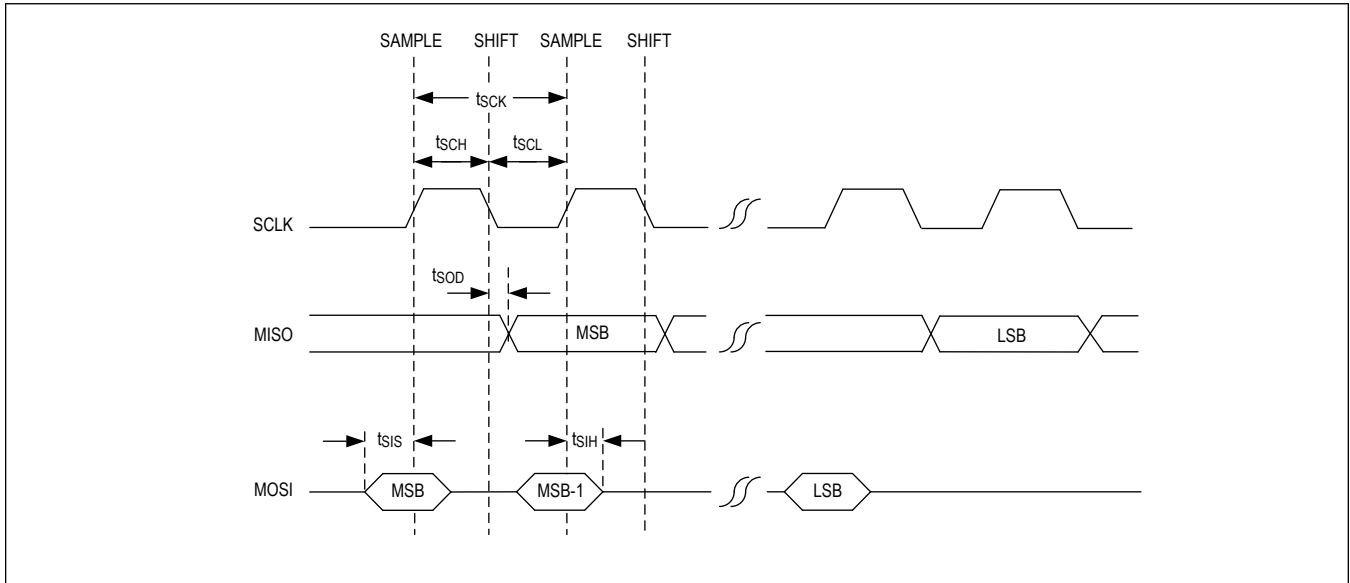 SAMPLE SHIFT SAMPLE SHIFT
tSCK
tSCH tSCL
SCLK
tSOD
MISO MSB LSB
tSIS tSIH
MOSI MSB MSB-1 LSB